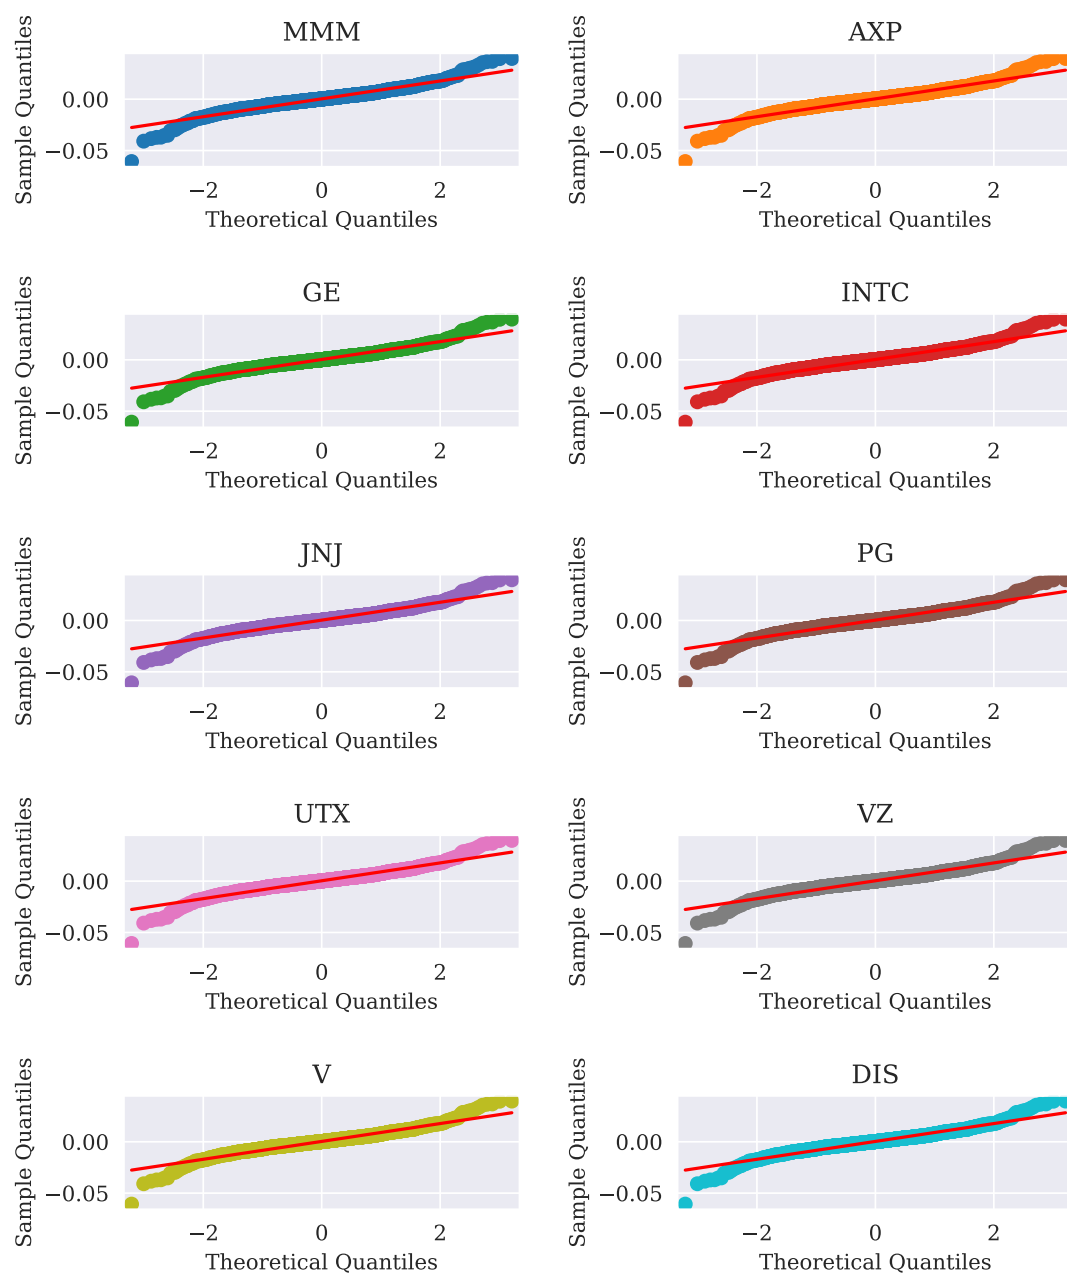 MMM
Sample Quantiles
0.00
−0.05
−2 0 2
Theoretical Quantiles
AXP
Sample Quantiles
0.00
−0.05
−2 0 2
Theoretical Quantiles
GE
Sample Quantiles
0.00
−0.05
−2 0 2
Theoretical Quantiles
INTC
Sample Quantiles
0.00
−0.05
−2 0 2
Theoretical Quantiles
JNJ
Sample Quantiles
0.00
−0.05
−2 0 2
Theoretical Quantiles
PG
Sample Quantiles
0.00
−0.05
−2 0 2
Theoretical Quantiles
UTX
Sample Quantiles
0.00
−0.05
−2 0 2
Theoretical Quantiles
VZ
Sample Quantiles
0.00
−0.05
−2 0 2
Theoretical Quantiles
V
Sample Quantiles
0.00
−0.05
−2 0 2
Theoretical Quantiles
DIS
Sample Quantiles
0.00
−0.05
−2 0 2
Theoretical Quantiles